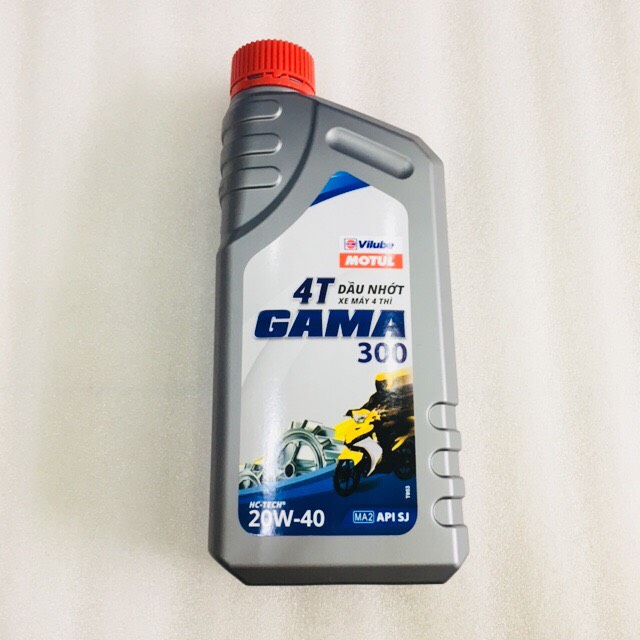 Vilube
MOTUL
4T DẦU NHỚT
XE MÁY 4 THÌ
GAMA
300
HC-TECH®
20W-40
MA2 API SJ